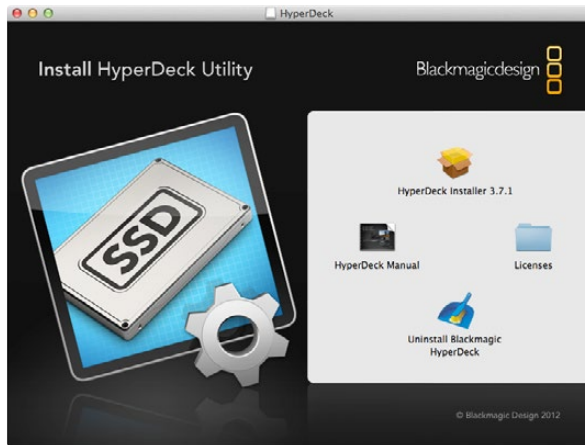 HyperDeck
Install HyperDeck Utility
Blackmagicdesign
SSD
HyperDeck Installer 3.7.1
HyperDeck Manual
Licenses
Uninstall Blackmagic
HyperDeck
© Blackmagic Design 2012